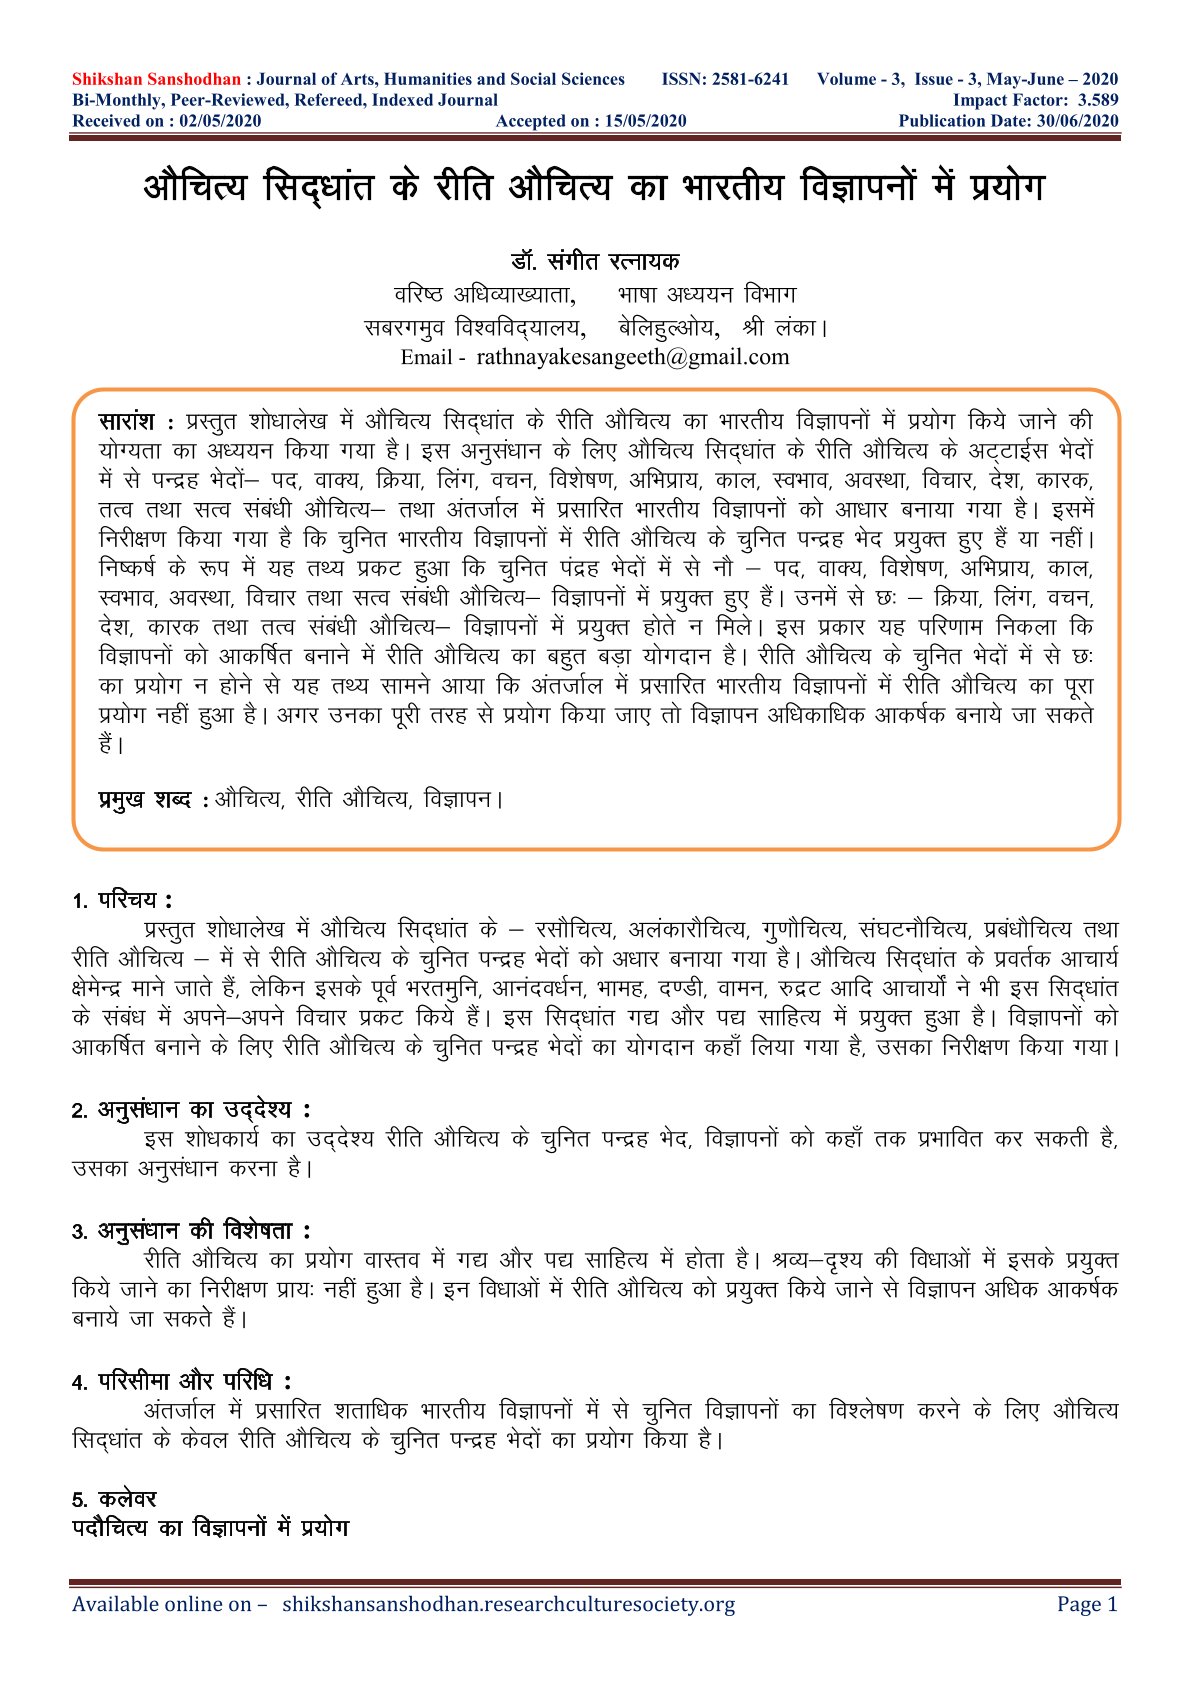 Shikshan Sanshodhan : Journal of Arts, Humanities and Social Sciences ISSN: 2581-6241 Volume - 3, Issue - 3, May-June – 2020
Bi-Monthly, Peer-Reviewed, Refereed, Indexed Journal Impact Factor: 3.589
Received on : 02/05/2020 Accepted on : 15/05/2020 Publication Date: 30/06/2020
औचित्य सिद्धांत के रीति औचित्य का भारतीय विज्ञापनों में प्रयोग
डॉ. संगीत रत्नायक
वरिष्ठ अधिव्याख्याता, भाषा अध्ययन विभाग
सबरगमुव विश्वविद्यालय, बेलिहुल्ओय, श्री लंका।
Email - rathnayakesangeeth@gmail.com
सारांश : प्रस्तुत शोधालेख में औचित्य सिद्धांत के रीति औचित्य का भारतीय विज्ञापनों में प्रयोग किये जाने की
योग्यता का अध्ययन किया गया है। इस अनुसंधान के लिए औचित्य सिद्धांत के रीति औचित्य के अट्टाईस भेदों
में से पन्द्रह भेदों– पद, वाक्य, क्रिया, लिंग, वचन, विशेषण, अभिप्राय, काल, स्वभाव, अवस्था, विचार, देश, कारक,
तत्व तथा सत्व संबंधी औचित्य– तथा अंतर्जाल में प्रसारित भारतीय विज्ञापनों को आधार बनाया गया है। इसमें
निरीक्षण किया गया है कि चुनित भारतीय विज्ञापनों में रीति औचित्य के चुनित पन्द्रह भेद प्रयुक्त हुए हैं या नहीं।
निष्कर्ष के रूप में यह तथ्य प्रकट हुआ कि चुनित पंद्रह भेदों में से नौ – पद, वाक्य, विशेषण, अभिप्राय, काल,
स्वभाव, अवस्था, विचार तथा सत्व संबंधी औचित्य– विज्ञापनों में प्रयुक्त हुए हैं। उनमें से छः – क्रिया, लिंग, वचन,
देश, कारक तथा तत्व संबंधी औचित्य– विज्ञापनों में प्रयुक्त होते न मिले। इस प्रकार यह परिणाम निकला कि
विज्ञापनों को आकर्षित बनाने में रीति औचित्य का बहुत बड़ा योगदान है। रीति औचित्य के चुनित भेदों में से छः
का प्रयोग न होने से यह तथ्य सामने आया कि अंतर्जाल में प्रसारित भारतीय विज्ञापनों में रीति औचित्य का पूरा
प्रयोग नहीं हुआ है। अगर उनका पूरी तरह से प्रयोग किया जाए तो विज्ञापन अधिकाधिक आकर्षक बनाये जा सकते
हैं।
प्रमुख शब्द : औचित्य, रीति औचित्य, विज्ञापन।
1. परिचय :
प्रस्तुत शोधालेख में औचित्य सिद्धांत के – रसौचित्य, अलंकारौचित्य, गुणौचित्य, संघटनौचित्य, प्रबंधौचित्य तथा
रीति औचित्य – में से रीति औचित्य के चुनित पन्द्रह भेदों को अधार बनाया गया है। औचित्य सिद्धांत के प्रवर्तक आचार्य
क्षेमेन्द्र माने जाते हैं, लेकिन इसके पूर्व भरतमुनि, आनंदवर्धन, भामह, दण्डी, वामन, रुद्रट आदि आचार्यों ने भी इस सिद्धांत
के संबंध में अपने–अपने विचार प्रकट किये हैं। इस सिद्धांत गद्य और पद्य साहित्य में प्रयुक्त हुआ है। विज्ञापनों को
आकर्षित बनाने के लिए रीति औचित्य के चुनित पन्द्रह भेदों का योगदान कहाँ लिया गया है, उसका निरीक्षण किया गया।
2. अनुसंधान का उद्देश्य :
इस शोधकार्य का उद्देश्य रीति औचित्य के चुनित पन्द्रह भेद, विज्ञापनों को कहाँ तक प्रभावित कर सकती है,
उसका अनुसंधान करना है।
3. अनुसंधान की विशेषता :
रीति औचित्य का प्रयोग वास्तव में गद्य और पद्य साहित्य में होता है। श्रव्य–दृश्य की विधाओं में इसके प्रयुक्त
किये जाने का निरीक्षण प्रायः नहीं हुआ है। इन विधाओं में रीति औचित्य को प्रयुक्त किये जाने से विज्ञापन अधिक आकर्षक
बनाये जा सकते हैं।
4. परिसीमा और परिधि :
अंतर्जाल में प्रसारित शताधिक भारतीय विज्ञापनों में से चुनित विज्ञापनों का विश्लेषण करने के लिए औचित्य
सिद्धांत के केवल रीति औचित्य के चुनित पन्द्रह भेदों का प्रयोग किया है।
5. कलेवर
पदौचित्य का विज्ञापनों में प्रयोग
Available online on – shikshansanshodhan.researchculturesociety.org Page 1